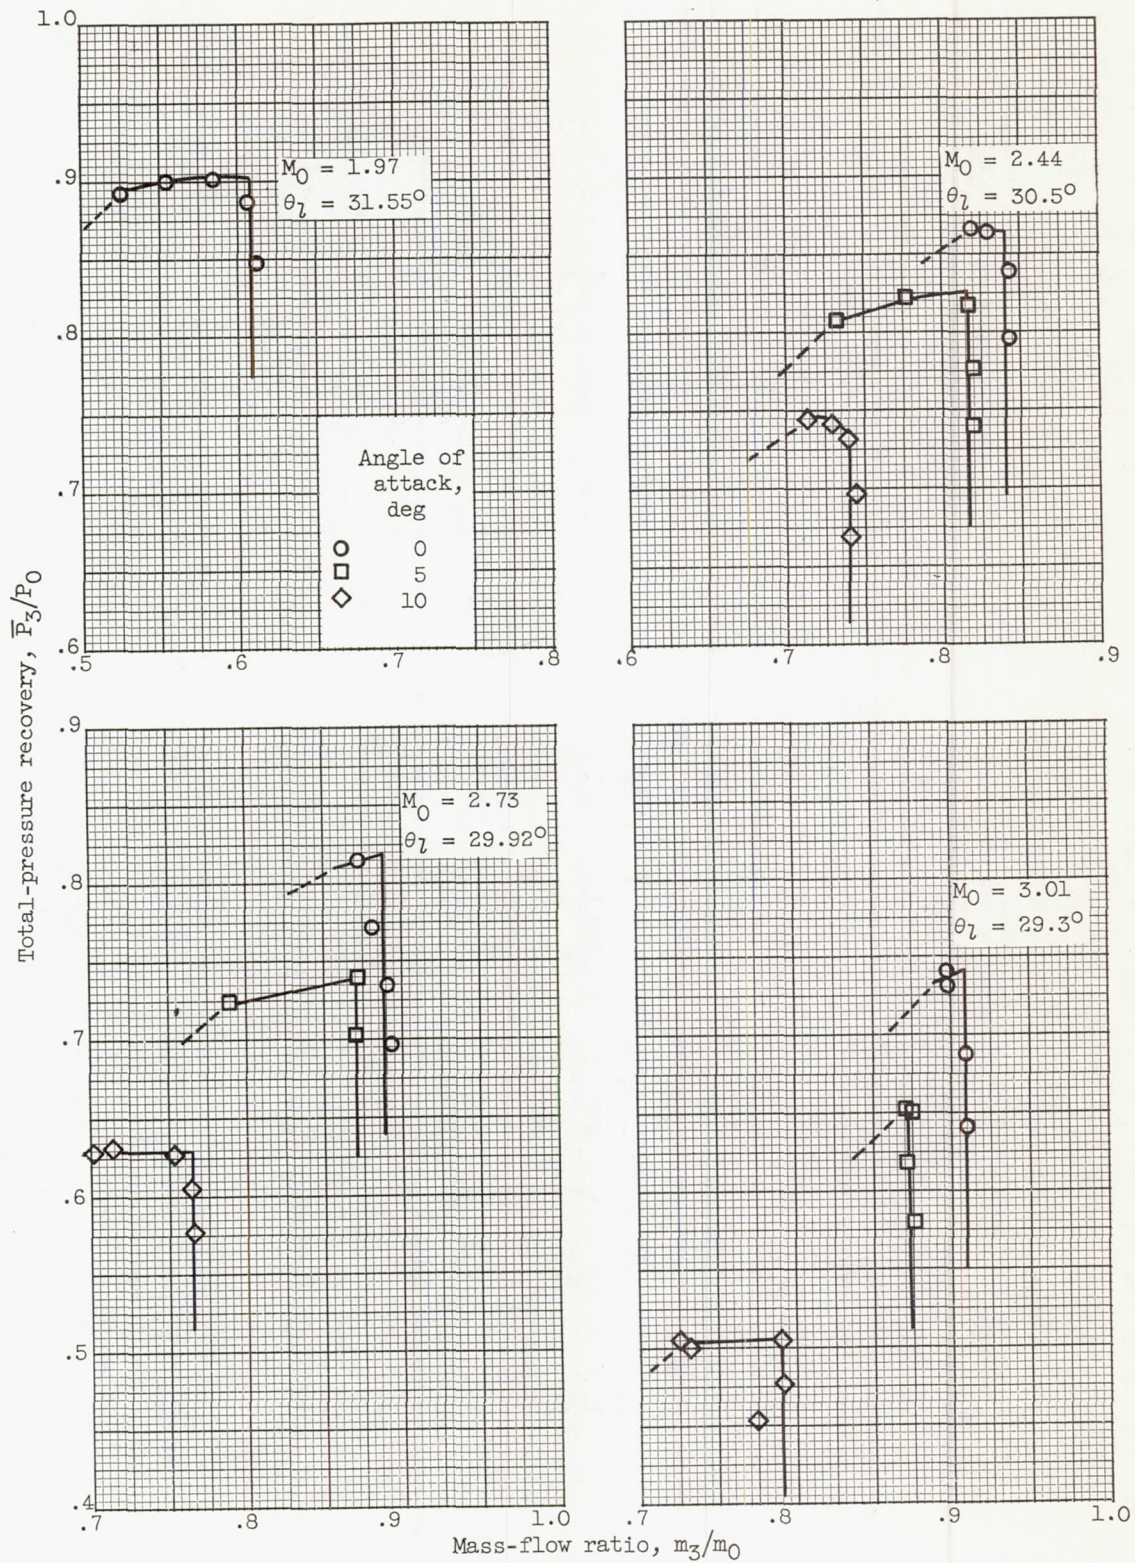 1.0
.9
.8
.7
.6
.5
.6
.7
.8
M0 = 1.97
θl = 31.55°
Angle of
attack,
deg
0
5
10
M0 = 2.44
θl = 30.5°
.6
.7
.8
.9
Total-pressure recovery, P̅3/P0
.9
.8
.7
.6
.5
.4
.7
.8
.9
1.0
M0 = 2.73
θl = 29.92°
M0 = 3.01
θl = 29.3°
.7
.8
.9
1.0
Mass-flow ratio, m3/m0